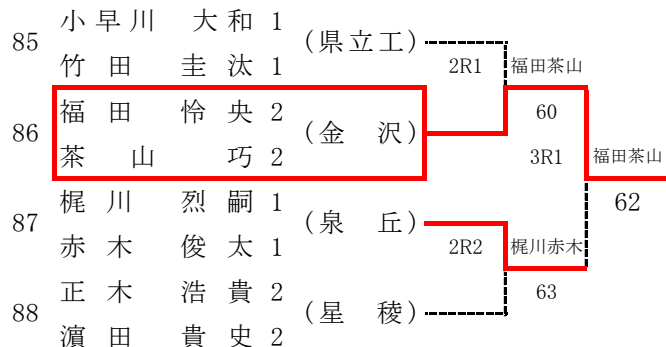 小早川 大和 1
85 (県立工)
竹田 圭汰 1
2R1 福田茶山
福田 怜央 2
86 (金沢)
茶山 巧 2
60
3R1 福田茶山
62
梶川 烈嗣 1
87 (泉丘)
赤木 俊太 1
2R2 梶川赤木
63
正木 浩貴 2
88 (星稜)
濵田 貴史 2